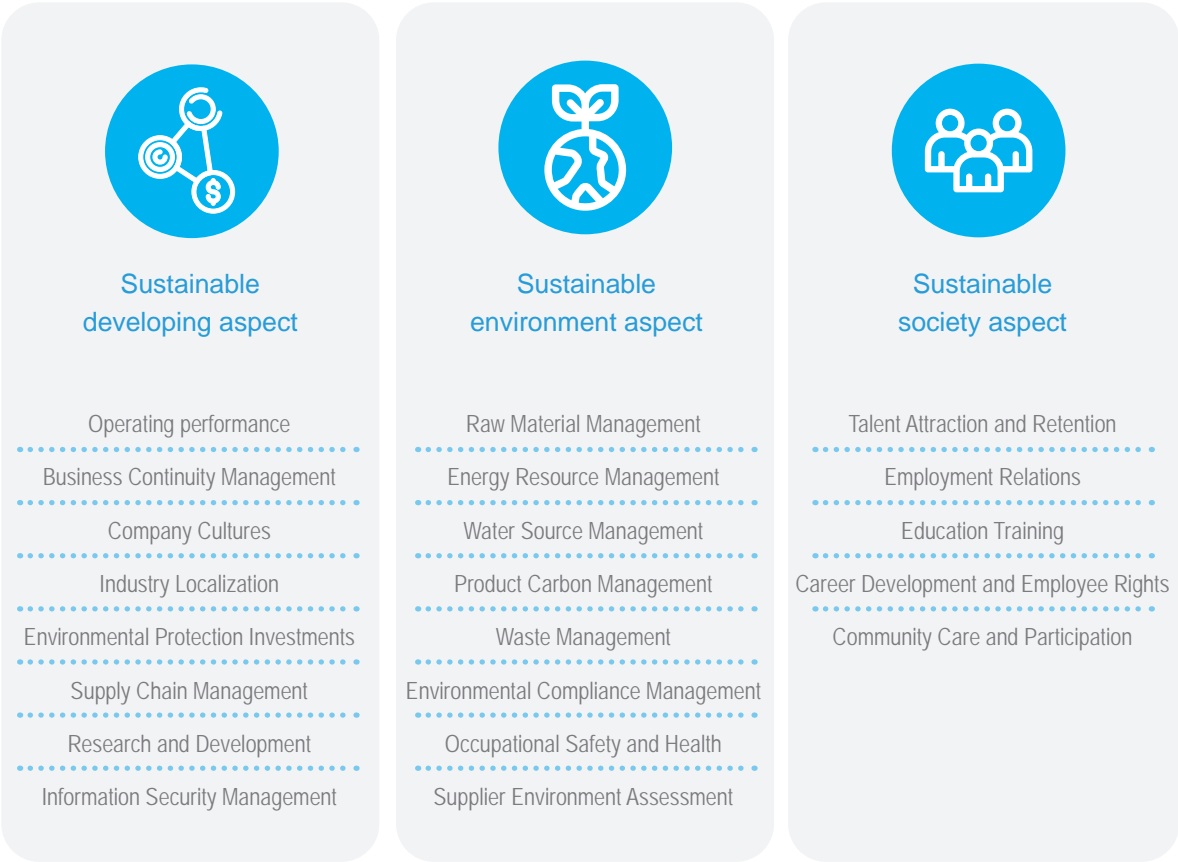 Sustainable
developing aspect
Operating performance
Business Continuity Management
Company Cultures
Industry Localization
Environmental Protection Investments
Supply Chain Management
Research and Development
Information Security Management
Sustainable
environment aspect
Raw Material Management
Energy Resource Management
Water Source Management
Product Carbon Management
Waste Management
Environmental Compliance Management
Occupational Safety and Health
Supplier Environment Assessment
Sustainable
society aspect
Talent Attraction and Retention
Employment Relations
Education Training
Career Development and Employee Rights
Community Care and Participation